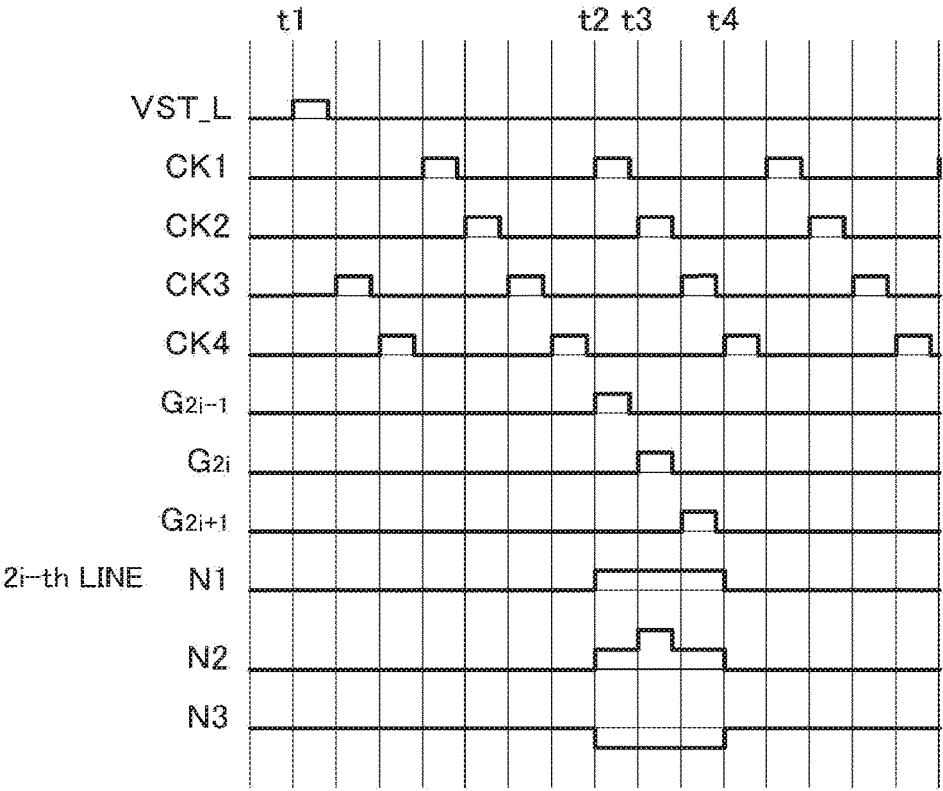 t1 t2 t3 t4
VST_L
CK1
CK2
CK3
CK4
G2i-1
G2i
G2i+1
2i-th LINE N1
N2
N3